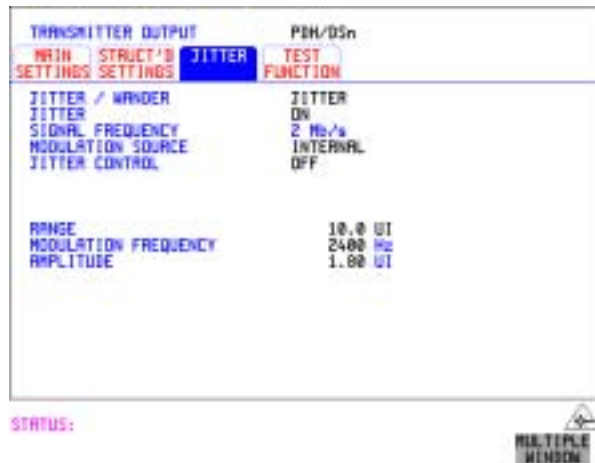 TRANSMITTER OUTPUT PDH/DSn
MAIN SETTINGS STRUCT'D SETTINGS JITTER TEST FUNCTION
JITTER / WANDER JITTER
JITTER ON
SIGNAL FREQUENCY 2 Mb/s
MODULATION SOURCE INTERNAL
JITTER CONTROL OFF
RANGE 10.0 UI
MODULATION FREQUENCY 2400 Hz
AMPLITUDE 1.80 UI
STATUS:
MULTIPLE
WINDOW